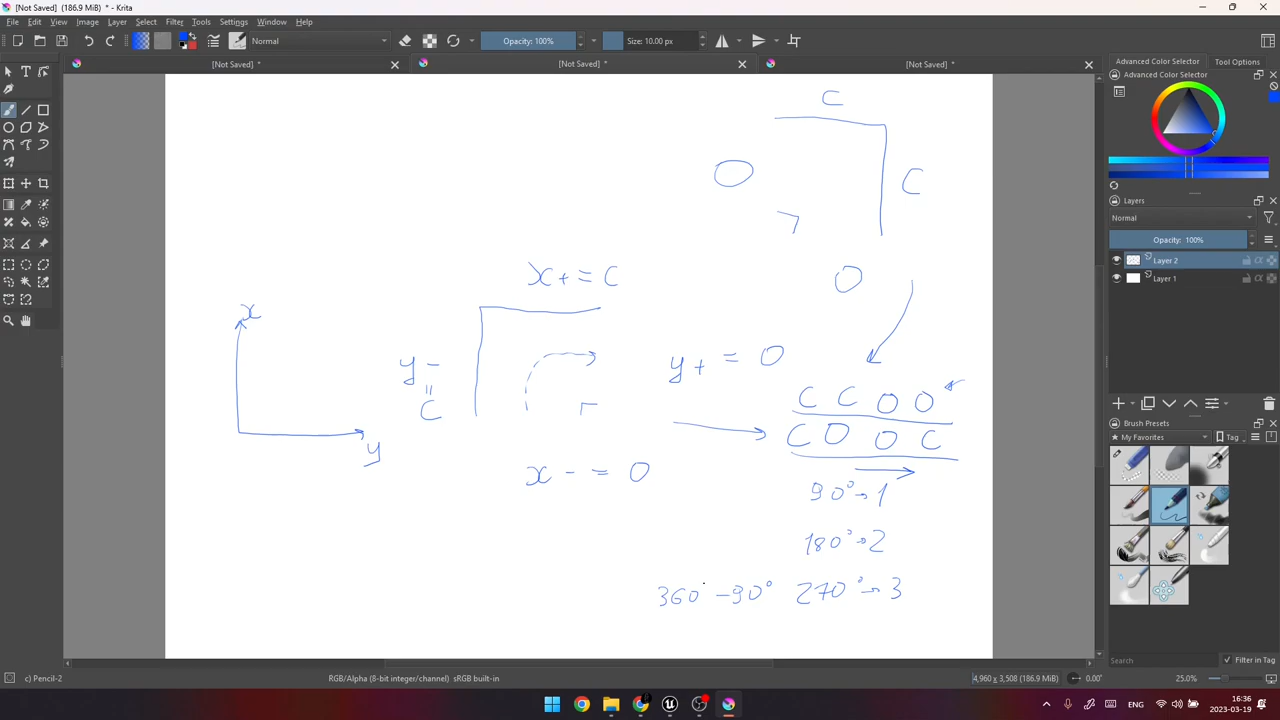 [Not Saved] (186.9 MiB) * - Krita
File Edit View Image Layer Select Filter Tools Settings Window Help
Normal Opacity: 100% Size: 10.00 px
[Not Saved] * [Not Saved] * [Not Saved] *
Advanced Color Selector Tool Options
Advanced Color Selector
C
O C
x+ = C
O
x
y - y+ = 0
=
C
C C O O
C O O C
y
x - = 0
90° → 1
180° → 2
360° - 90° 270° → 3
Layers
Normal
Opacity: 100%
Layer 2
Layer 1
Brush Presets
My Favorites Tag
Search Filter in Tag
c) Pencil-2 RGB/Alpha (8-bit integer/channel) sRGB built-in 4,960 x 3,508 (186.9 MiB) 0.00° 25.0%
ENG 16:36
2023-03-19